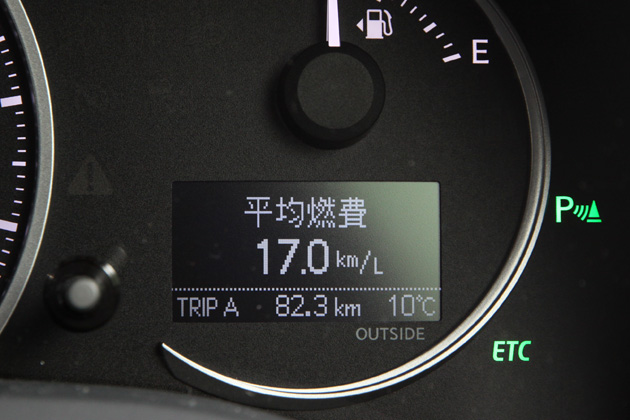 E
P
平均燃費
17.0 km/L
TRIP A 82.3 km 10℃
OUTSIDE
ETC